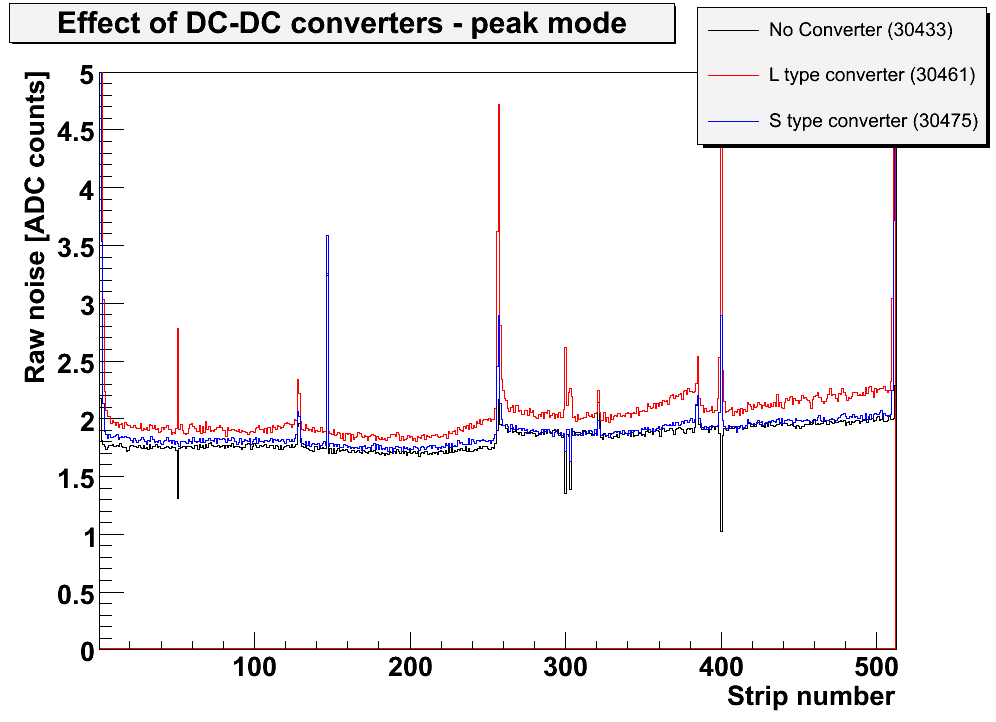 Effect of DC-DC converters - peak mode
No Converter (30433)
L type converter (30461)
S type converter (30475)
Raw noise [ADC counts]
5
4.5
4
3.5
3
2.5
2
1.5
1
0.5
0
100
200
300
400
500
Strip number